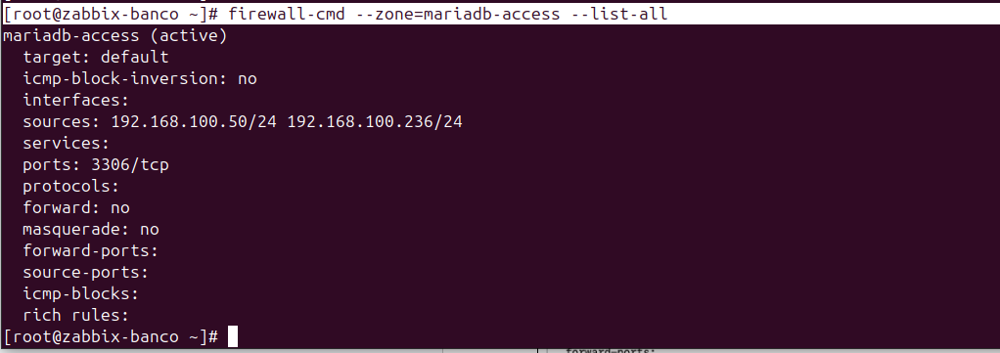 [root@zabbix-banco ~]# firewall-cmd --zone=mariadb-access --list-all
mariadb-access (active)
  target: default
  icmp-block-inversion: no
  interfaces:
  sources: 192.168.100.50/24 192.168.100.236/24
  services:
  ports: 3306/tcp
  protocols:
  forward: no
  masquerade: no
  forward-ports:
  source-ports:
  icmp-blocks:
  rich rules:
[root@zabbix-banco ~]#
forward-ports: